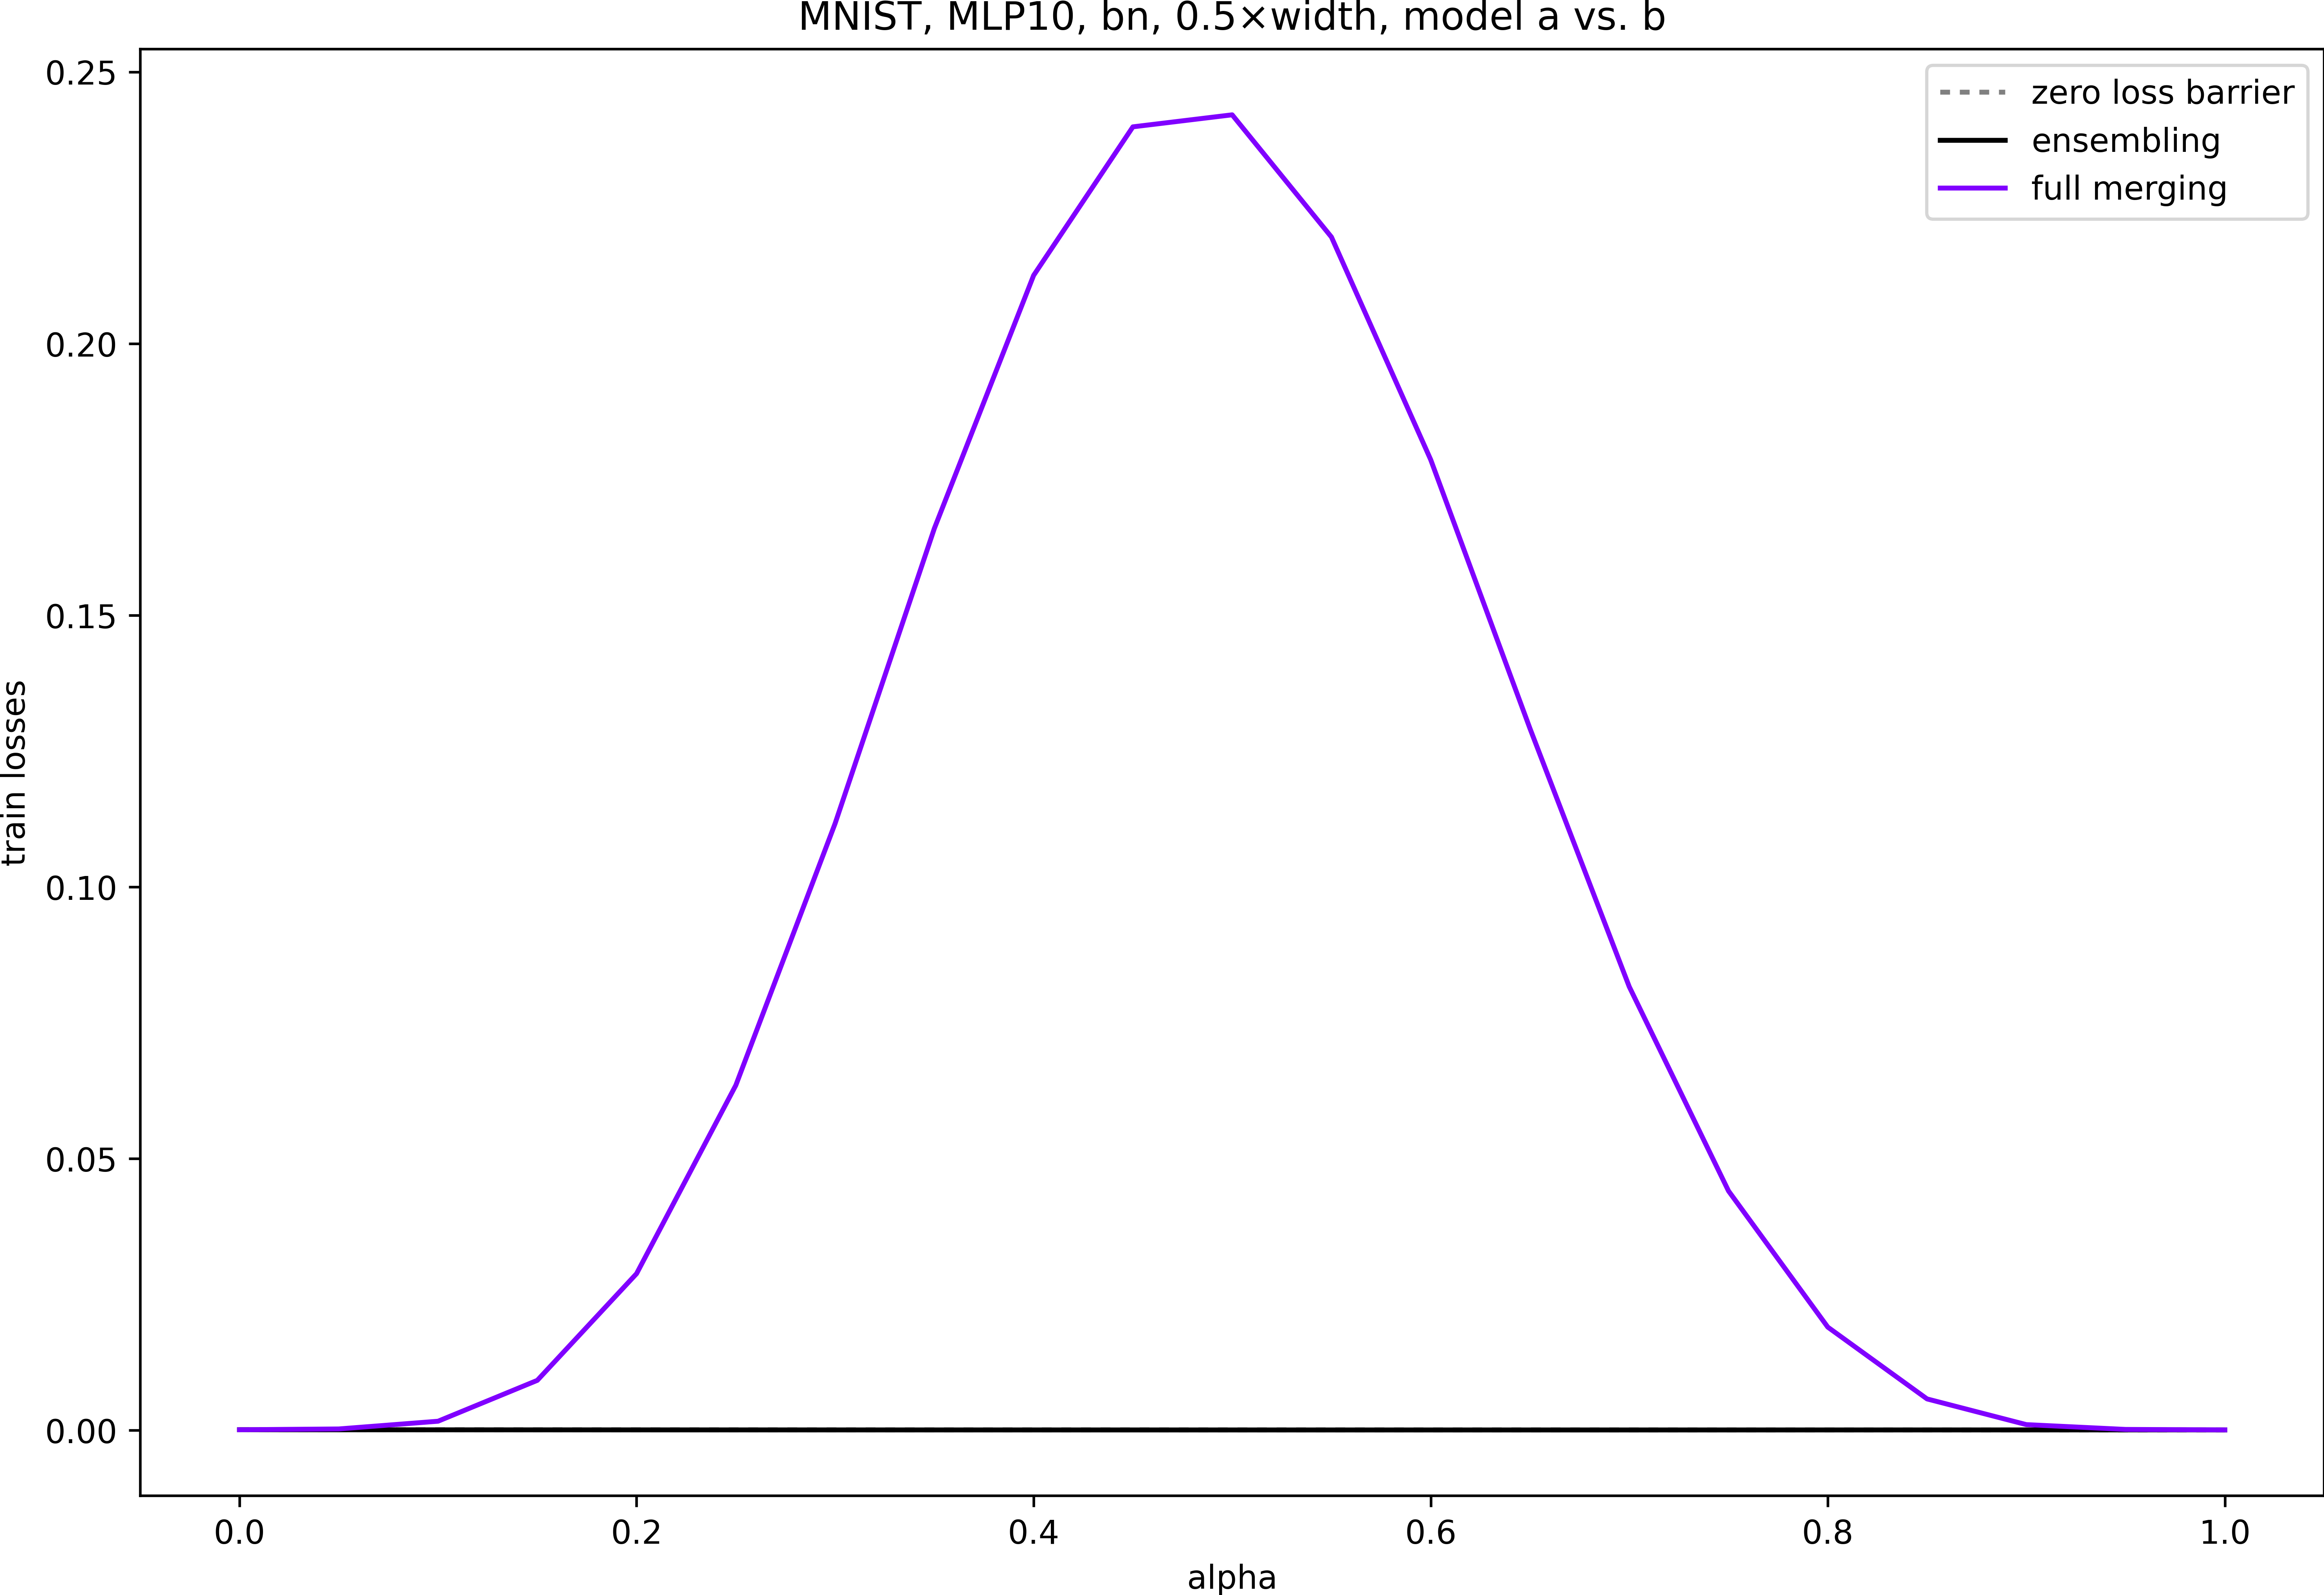 MNIST, MLP10, bn, 0.5×width, model a vs. b
0.25
0.20
0.15
0.10
0.05
0.00
train losses
zero loss barrier
ensembling
full merging
0.0 0.2 0.4 0.6 0.8 1.0
alpha